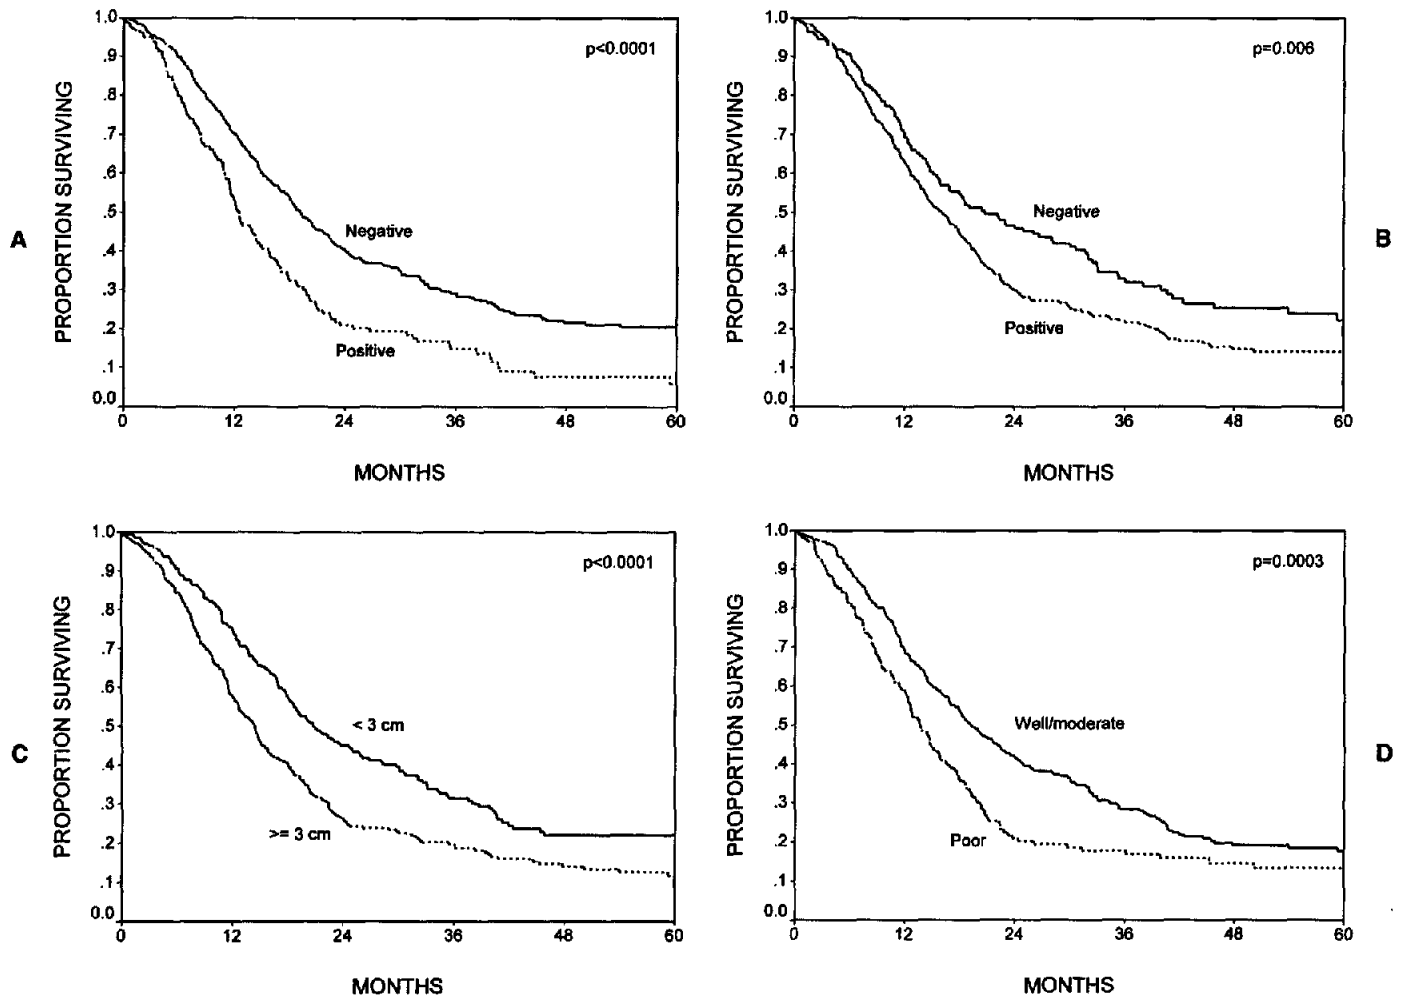 A
PROPORTION SURVIVING
1.0
.9
.8
.7
.6
.5
.4
.3
.2
.1
0.0
p<0.0001
Negative
Positive
0 12 24 36 48 60
MONTHS
B
PROPORTION SURVIVING
1.0
.9
.8
.7
.6
.5
.4
.3
.2
.1
0.0
p=0.006
Negative
Positive
0 12 24 36 48 60
MONTHS
C
PROPORTION SURVIVING
1.0
.9
.8
.7
.6
.5
.4
.3
.2
.1
0.0
p<0.0001
< 3 cm
>= 3 cm
0 12 24 36 48 60
MONTHS
D
PROPORTION SURVIVING
1.0
.9
.8
.7
.6
.5
.4
.3
.2
.1
0.0
p=0.0003
Well/moderate
Poor
0 12 24 36 48 60
MONTHS